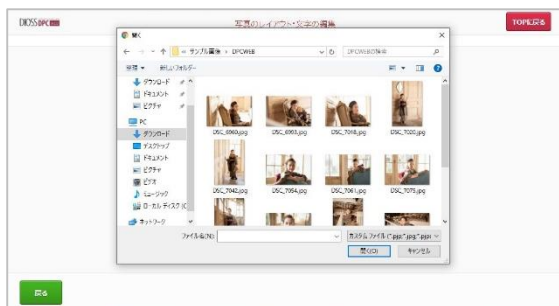 DIOSS DPC WEB
写真のレイアウト・文字の編集
TOPに戻る
開く
サンプル画像 › DPCWEB
DPCWEBの検索
整理
新しいフォルダー
ダウンロード
ドキュメント
ピクチャ
PC
ダウンロード
デスクトップ
ドキュメント
ピクチャ
ビデオ
ミュージック
ローカル ディスク (C
ネットワーク
DSC_6960.jpg
DSC_6993.jpg
DSC_7018.jpg
DSC_7020.jpg
DSC_7042.jpg
DSC_7054.jpg
DSC_7061.jpg
DSC_7075.jpg
ファイル名(N):
カスタム ファイル (*.pjp;*.jpg;*.pjpe
開く(O)
キャンセル
戻る